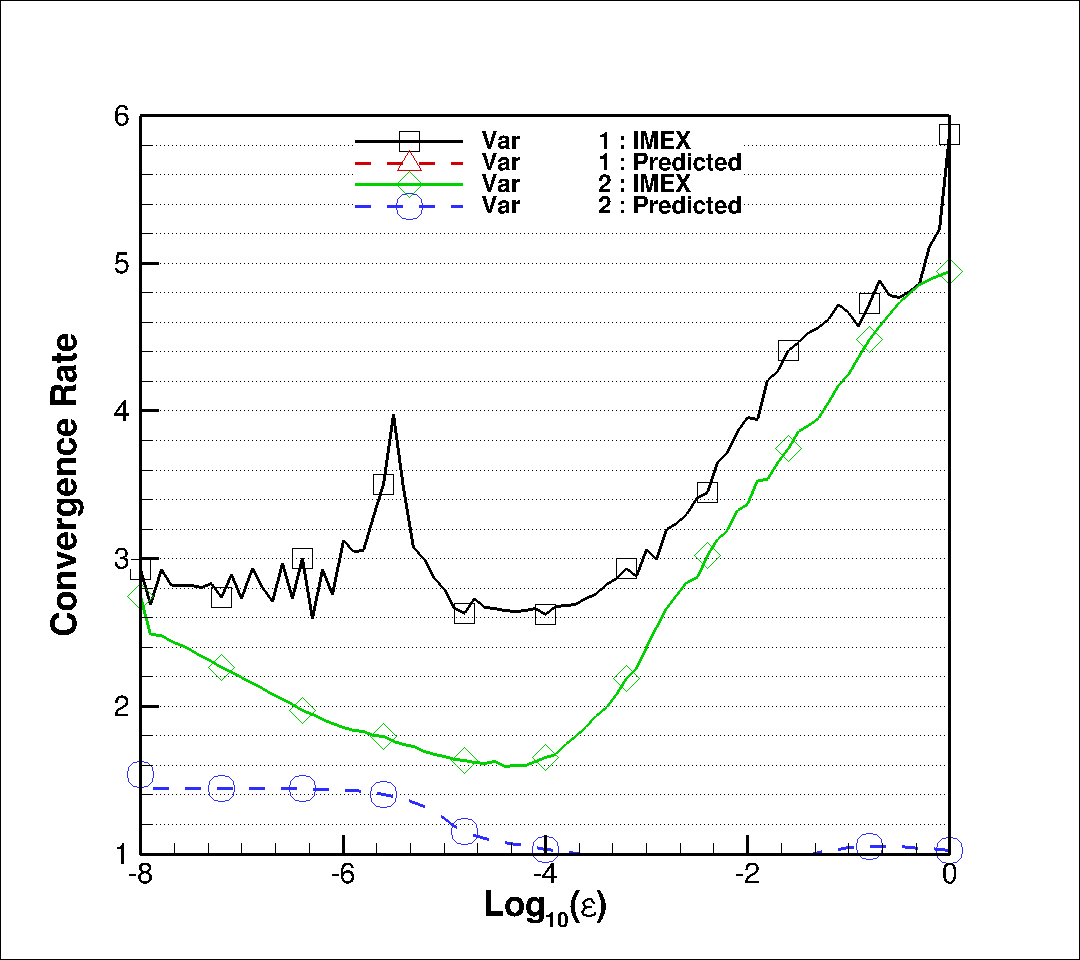 6
Var 1 : IMEX
Var 1 : Predicted
Var 2 : IMEX
Var 2 : Predicted
5
4
3
2
1
Convergence Rate
-8 -6 -4 -2 0
Log10(ε)